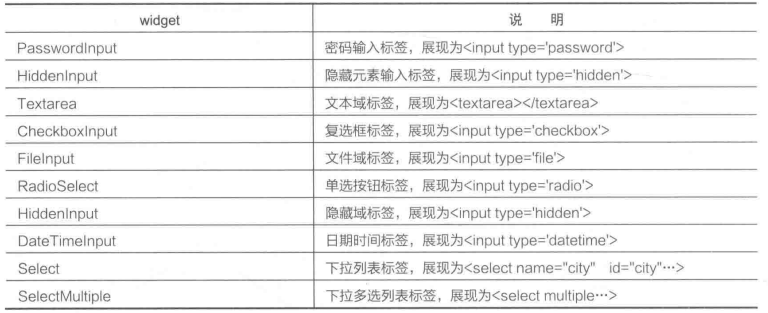 widget 说 明
PasswordInput 密码输入标签，展现为<input type='password'>
HiddenInput 隐藏元素输入标签，展现为<input type='hidden'>
Textarea 文本域标签，展现为<textarea></textarea>
CheckboxInput 复选框标签，展现为<input type='checkbox'>
FileInput 文件域标签，展现为<input type='file'>
RadioSelect 单选按钮标签，展现为<input type='radio'>
HiddenInput 隐藏域标签，展现为<input type='hidden'>
DateTimeInput 日期时间标签，展现为<input type='datetime'>
Select 下拉列表标签，展现为<select name="city" id="city"…>
SelectMultiple 下拉多选列表标签，展现为<select multiple…>